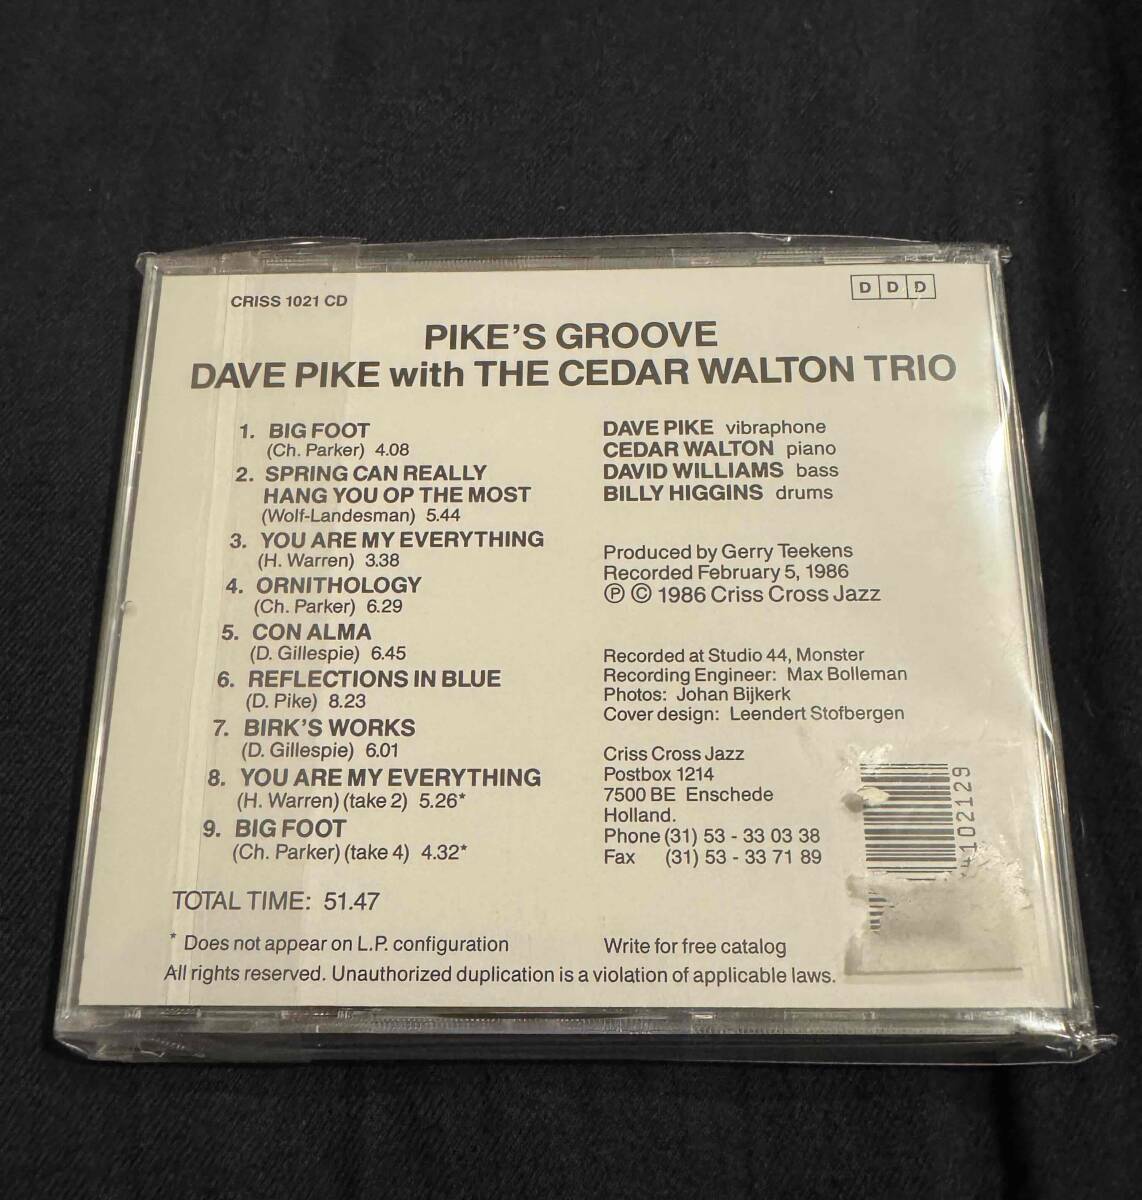 CRISS 1021 CD
D D D
PIKE'S GROOVE
DAVE PIKE with THE CEDAR WALTON TRIO
1. BIG FOOT
(Ch. Parker) 4.08
2. SPRING CAN REALLY
HANG YOU OP THE MOST
(Wolf-Landesman) 5.44
3. YOU ARE MY EVERYTHING
(H. Warren) 3.38
4. ORNITHOLOGY
(Ch. Parker) 6.29
5. CON ALMA
(D. Gillespie) 6.45
6. REFLECTIONS IN BLUE
(D. Pike) 8.23
7. BIRK'S WORKS
(D. Gillespie) 6.01
8. YOU ARE MY EVERYTHING
(H. Warren) (take 2) 5.26*
9. BIG FOOT
(Ch. Parker) (take 4) 4.32*
TOTAL TIME: 51.47
* Does not appear on L.P. configuration
DAVE PIKE vibraphone
CEDAR WALTON piano
DAVID WILLIAMS bass
BILLY HIGGINS drums
Produced by Gerry Teekens
Recorded February 5, 1986
Ⓟ © 1986 Criss Cross Jazz
Recorded at Studio 44, Monster
Recording Engineer: Max Bolleman
Photos: Johan Bijkerk
Cover design: Leendert Stofbergen
Criss Cross Jazz
Postbox 1214
7500 BE Enschede
Holland.
Phone (31) 53 - 33 03 38
Fax (31) 53 - 33 71 89
Write for free catalog
All rights reserved. Unauthorized duplication is a violation of applicable laws.
102129